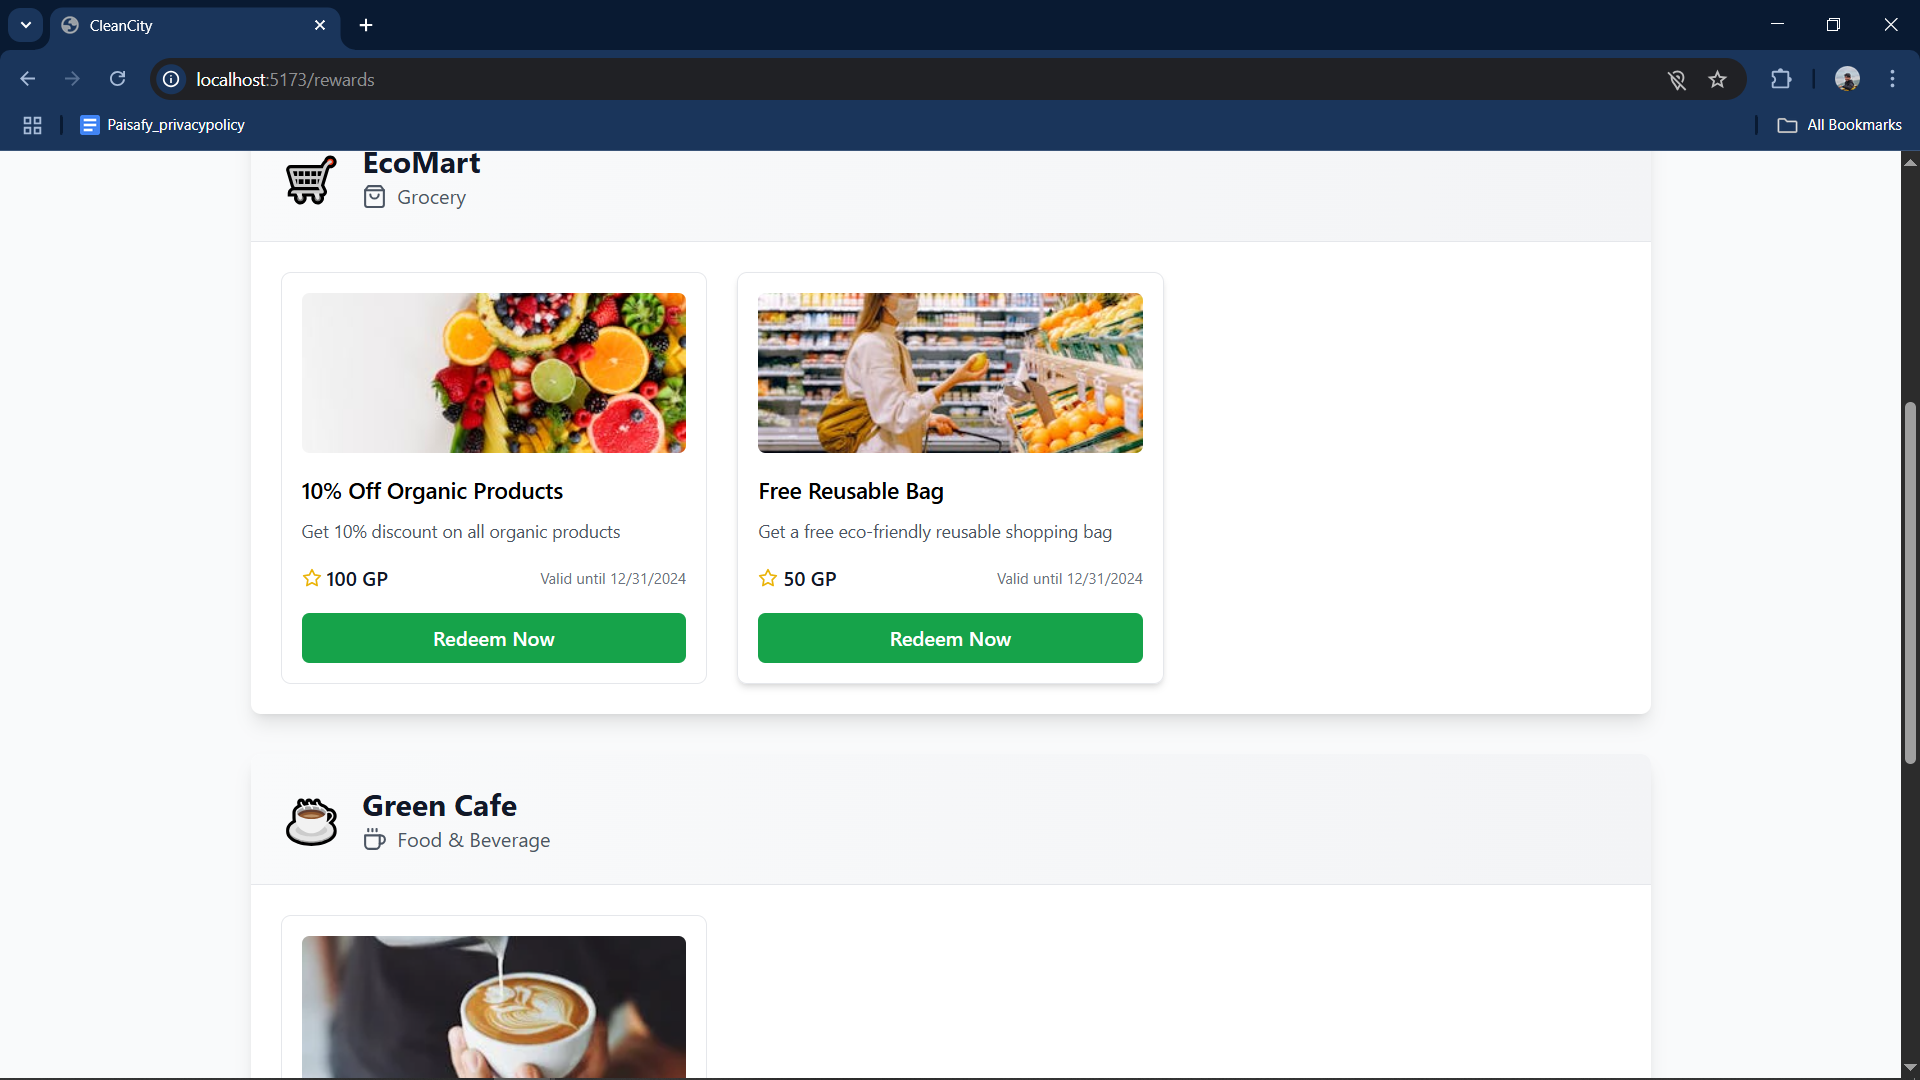 CleanCity
localhost:5173/rewards
Paisafy_privacypolicy
All Bookmarks
EcoMart
Grocery
10% Off Organic Products
Get 10% discount on all organic products
100 GP
Valid until 12/31/2024
Redeem Now
Free Reusable Bag
Get a free eco-friendly reusable shopping bag
50 GP
Valid until 12/31/2024
Redeem Now
Green Cafe
Food & Beverage